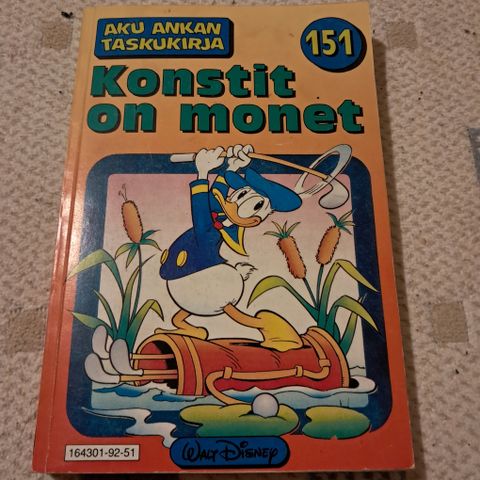 AKU ANKAN
TASKUKIRJA
151
Konstit
on monet
164301-92-51
WALT DISNEY